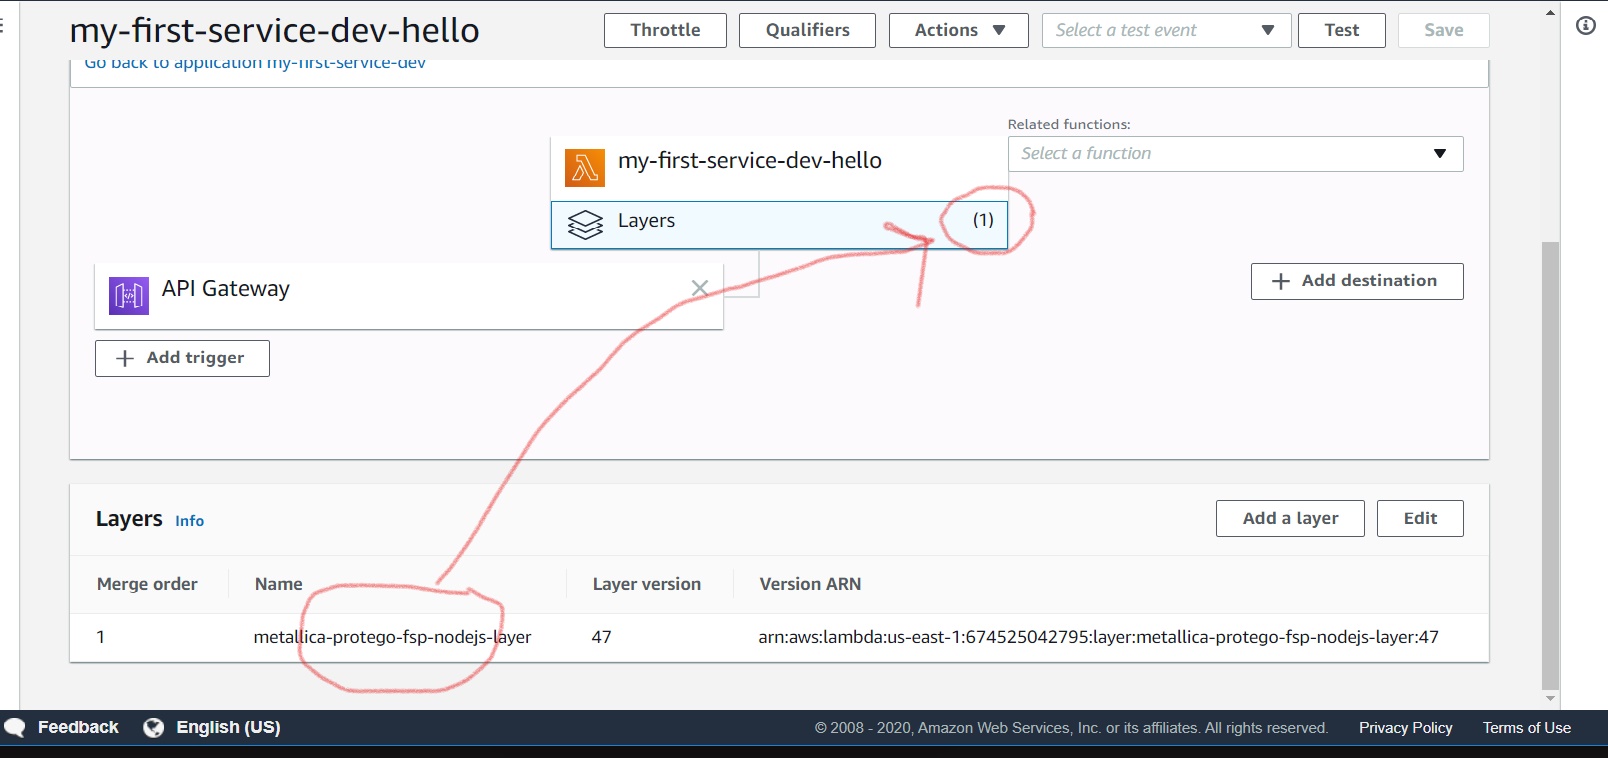 my-first-service-dev-hello
Throttle
Qualifiers
Actions
Select a test event
Test
Save
Go back to application my-first-service-dev
Related functions:
my-first-service-dev-hello
Select a function
Layers (1)
API Gateway
Add destination
Add trigger
Layers Info
Add a layer
Edit
Merge order Name Layer version Version ARN
1 metallica-protego-fsp-nodejs-layer 47 arn:aws:lambda:us-east-1:674525042795:layer:metallica-protego-fsp-nodejs-layer:47
Feedback English (US) © 2008 - 2020, Amazon Web Services, Inc. or its affiliates. All rights reserved. Privacy Policy Terms of Use